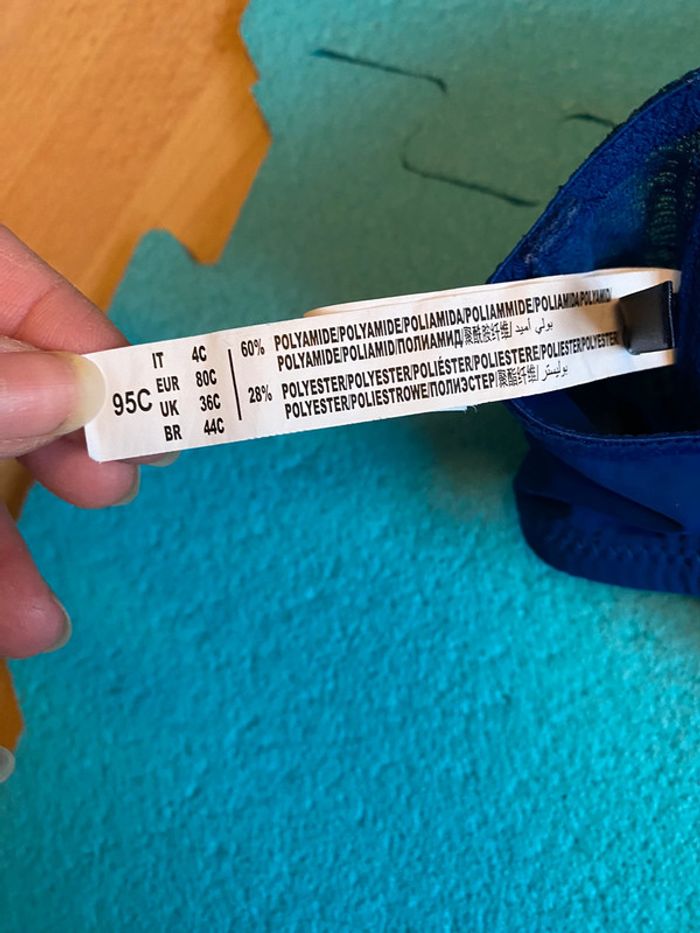 95C
IT 4C
EUR 80C
UK 36C
BR 44C
60% POLYAMIDE/POLYAMIDE/POLIAMIDA/POLIAMMIDE/POLIAMIDA/POLYAMID/
POLYAMIDE/POLIAMID/ПОЛИАМИД/聚酰胺纤维/ بولي أميد
28% POLYESTER/POLYESTER/POLIÉSTER/POLIESTERE/POLIESTER/POLYESTER/
POLYESTER/POLIESTROWE/ПОЛИЭСТЕР/聚酯纤维/ بوليستر